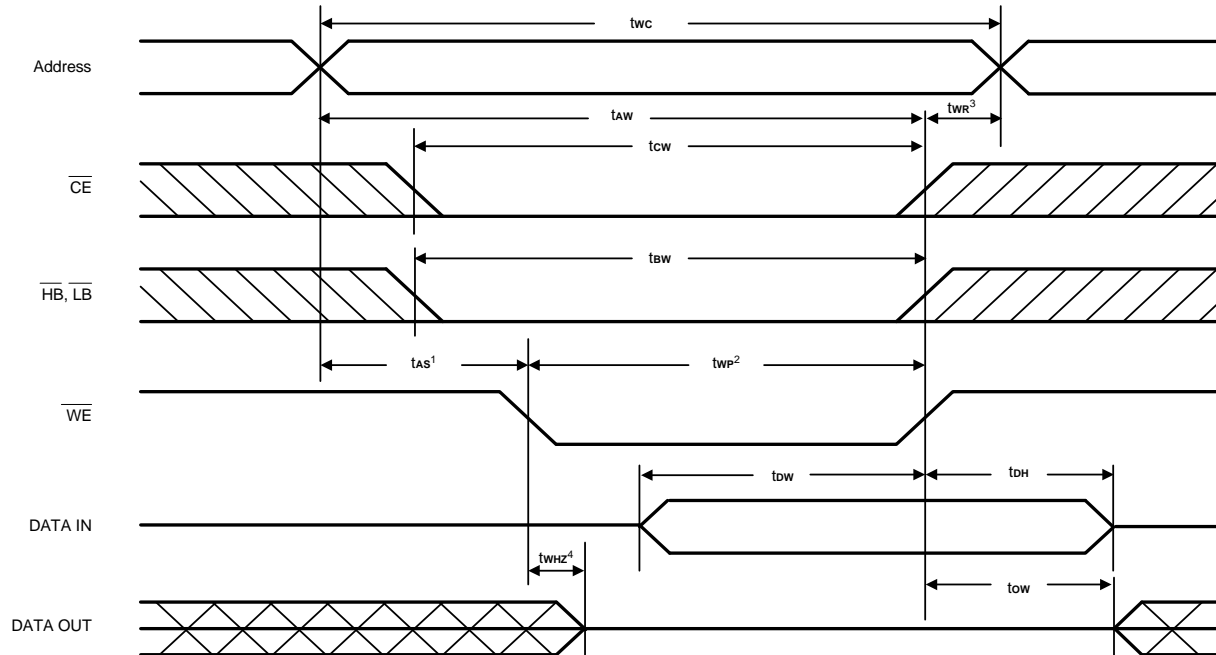 tWC
Address
tAW
tWR3
tCW
CE
tBW
HB, LB
tAS1
tWP2
WE
tDW
tDH
DATA IN
tWHZ4
tOW
DATA OUT